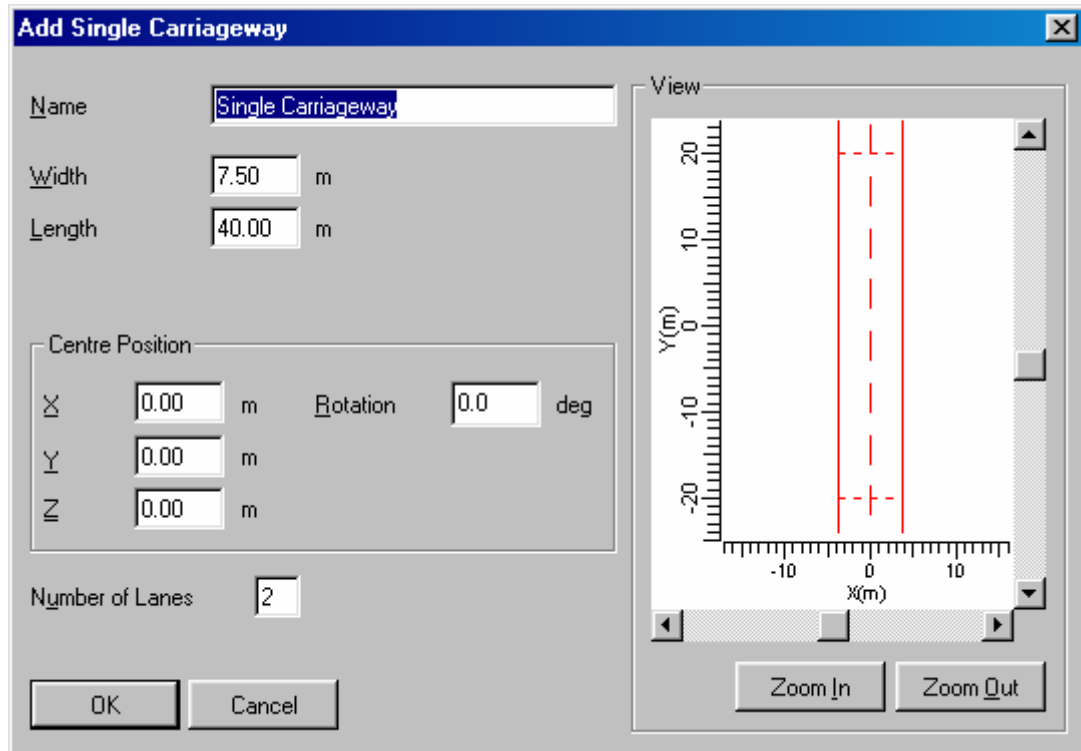 Add Single Carriageway
Name Single Carriageway
Width 7.50 m
Length 40.00 m
Centre Position
X 0.00 m Rotation 0.0 deg
Y 0.00 m
Z 0.00 m
Number of Lanes 2
OK Cancel
View
20
10
0
-10
-20
Y(m)
-10 0 10
X(m)
Zoom In Zoom Out